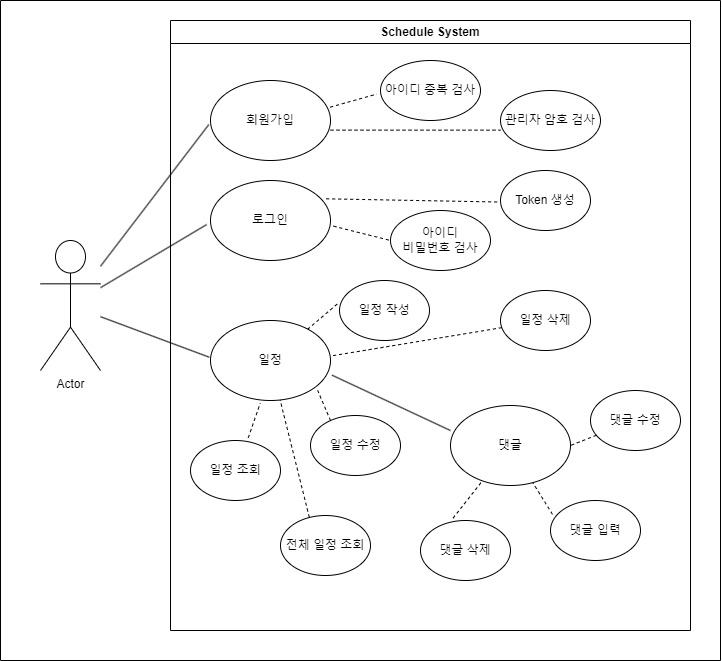 Schedule System
아이디 중복 검사
회원가입
관리자 암호 검사
Token 생성
로그인
아이디
비밀번호 검사
일정 작성
일정 삭제
일정
Actor
댓글 수정
댓글
일정 수정
일정 조회
댓글 입력
전체 일정 조회
댓글 삭제